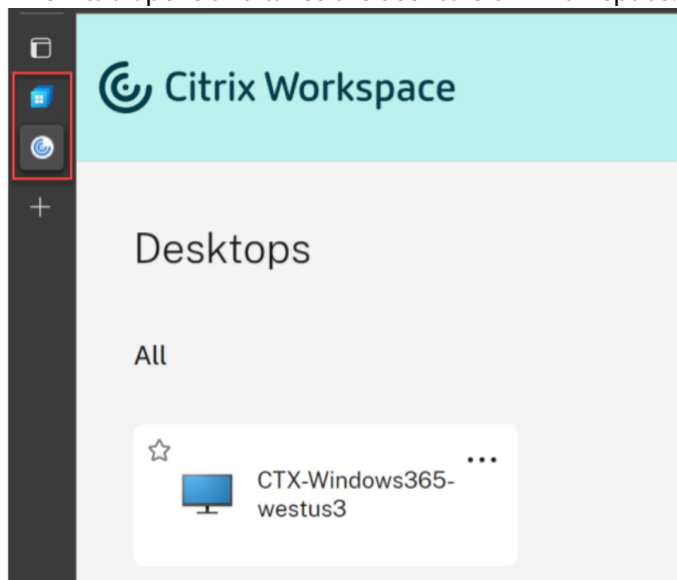 Citrix Workspace
Desktops
All
CTX-Windows365-
westus3